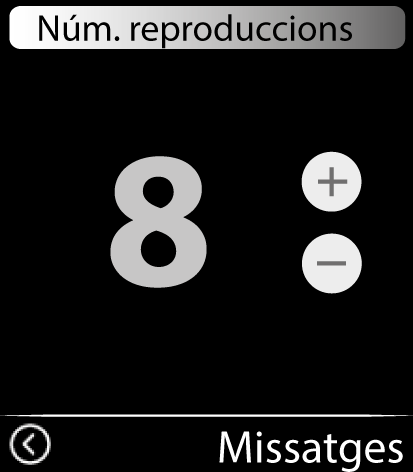 Núm. reproduccions
8
+
−
Missatges